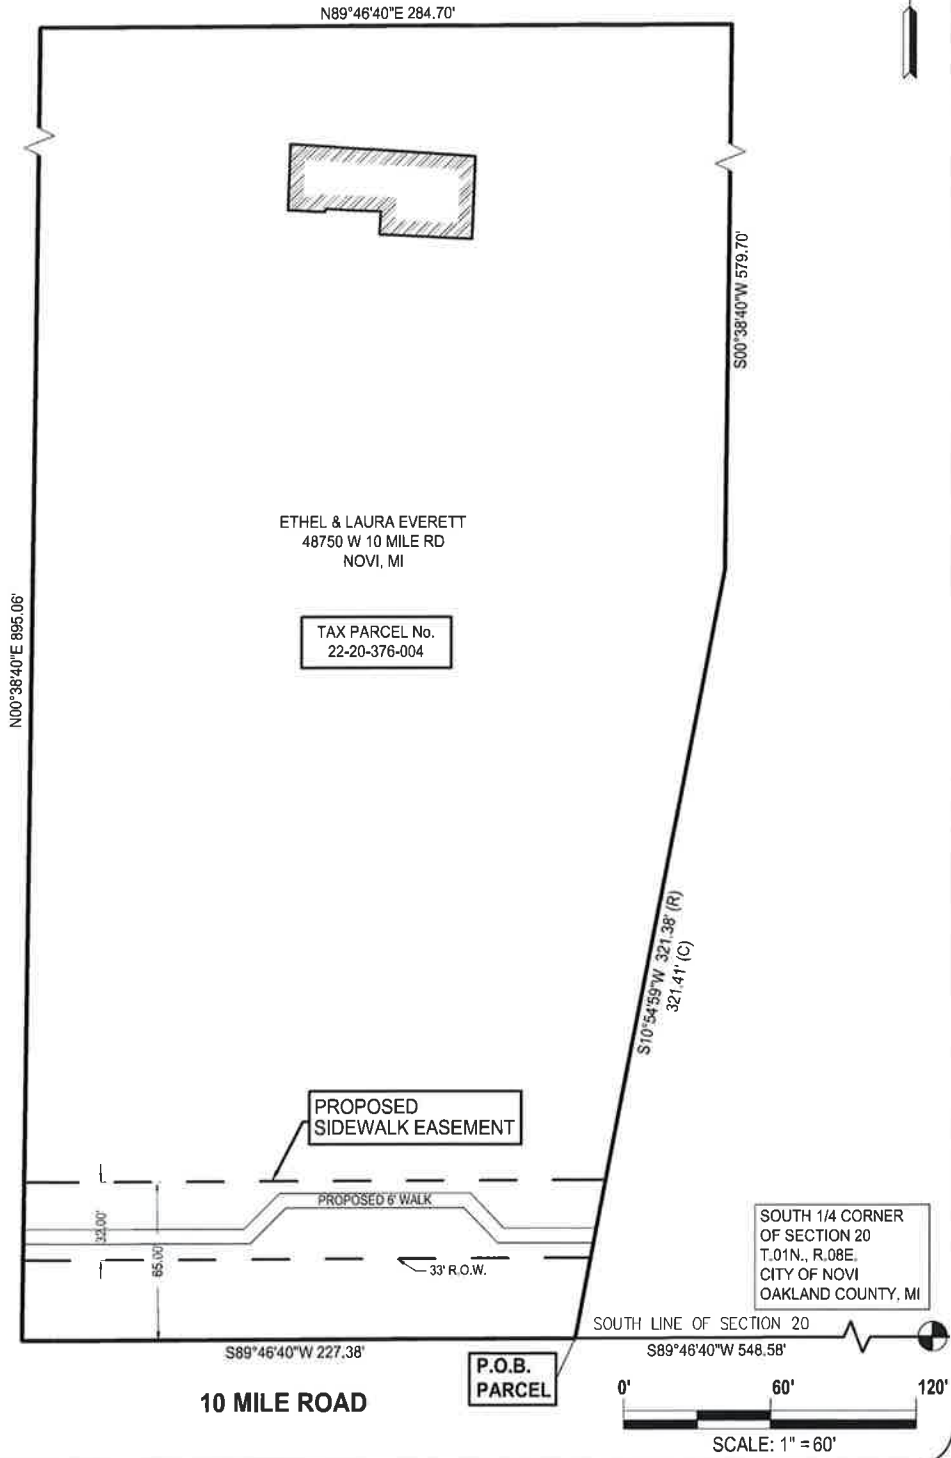 N89°46'40"E 284.70'
S00°38'40"W 579.70'
ETHEL & LAURA EVERETT
48750 W 10 MILE RD
NOVI, MI
N00°38'40"E 895.06'
TAX PARCEL No.
22-20-376-004
S10°54'59"W 321.38' (R)
321.41' (C)
PROPOSED
SIDEWALK EASEMENT
PROPOSED 6' WALK
32.00'
65.00'
33' R.O.W.
SOUTH 1/4 CORNER
OF SECTION 20
T.01N., R.08E.
CITY OF NOVI
OAKLAND COUNTY, MI
SOUTH LINE OF SECTION 20
S89°46'40"W 227.38'
S89°46'40"W 548.58'
P.O.B.
PARCEL
10 MILE ROAD
0' 60' 120'
SCALE: 1" = 60'